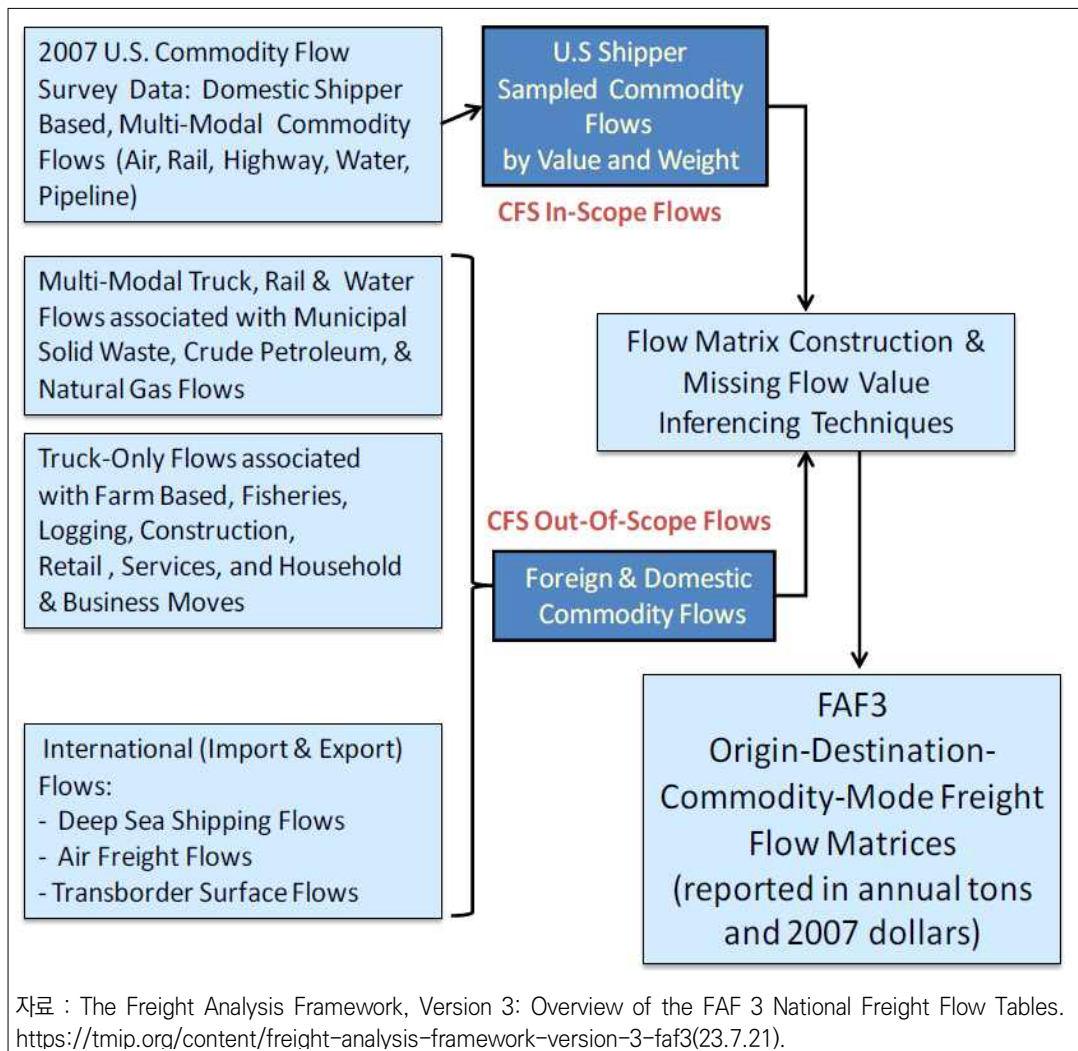 2007 U.S. Commodity Flow
Survey Data: Domestic Shipper
Based, Multi-Modal Commodity
Flows (Air, Rail, Highway, Water,
Pipeline)
U.S Shipper
Sampled Commodity
Flows
by Value and Weight
CFS In-Scope Flows
Multi-Modal Truck, Rail & Water
Flows associated with Municipal
Solid Waste, Crude Petroleum, &
Natural Gas Flows
Flow Matrix Construction &
Missing Flow Value
Inferencing Techniques
Truck-Only Flows associated
with Farm Based, Fisheries,
Logging, Construction,
Retail , Services, and Household
& Business Moves
CFS Out-Of-Scope Flows
Foreign & Domestic
Commodity Flows
International (Import & Export)
Flows:
- Deep Sea Shipping Flows
- Air Freight Flows
- Transborder Surface Flows
FAF3
Origin-Destination-
Commodity-Mode Freight
Flow Matrices
(reported in annual tons
and 2007 dollars)
자료 : The Freight Analysis Framework, Version 3: Overview of the FAF 3 National Freight Flow Tables.
https://tmip.org/content/freight-analysis-framework-version-3-faf3(23.7.21).